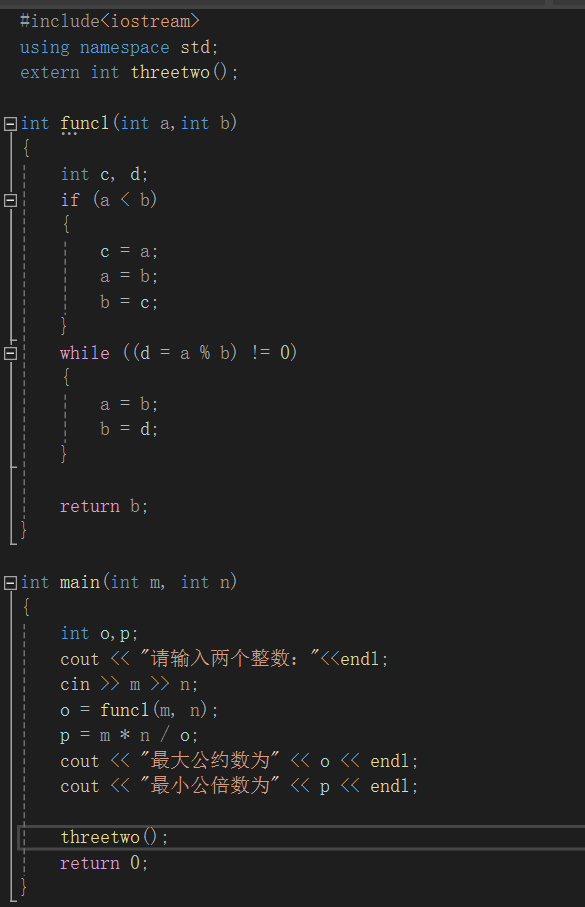 #include<iostream>
using namespace std;
extern int threetwo();
int funcl(int a,int b)
{
int c, d;
if (a < b)
{
c = a;
a = b;
b = c;
}
while ((d = a % b) != 0)
{
a = b;
b = d;
}
return b;
}
int main(int m, int n)
{
int o,p;
cout << "请输入两个整数："<<endl;
cin >> m >> n;
o = funcl(m, n);
p = m * n / o;
cout << "最大公约数为" << o << endl;
cout << "最小公倍数为" << p << endl;
threetwo();
return 0;
}